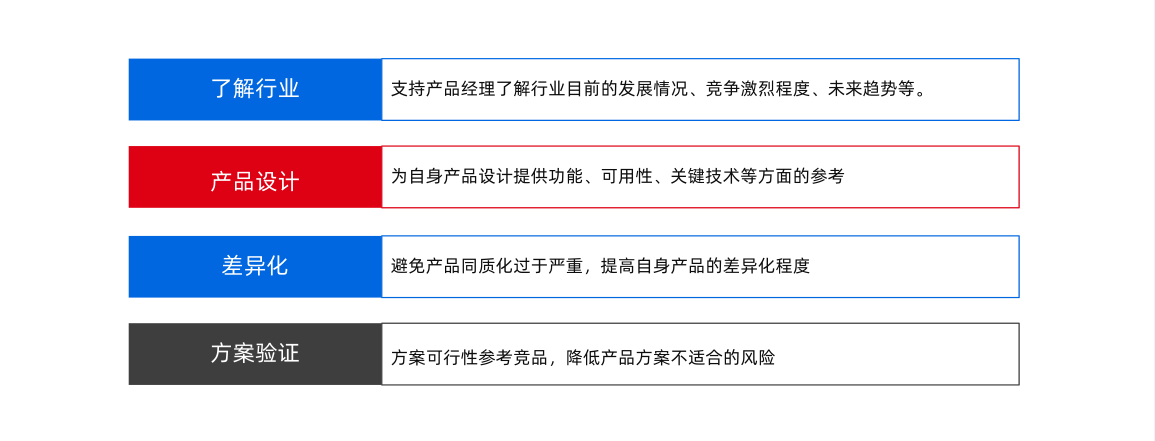 了解行业
支持产品经理了解行业目前的发展情况、竞争激烈程度、未来趋势等。
产品设计
为自身产品设计提供功能、可用性、关键技术等方面的参考
差异化
避免产品同质化过于严重，提高自身产品的差异化程度
方案验证
方案可行性参考竞品，降低产品方案不适合的风险